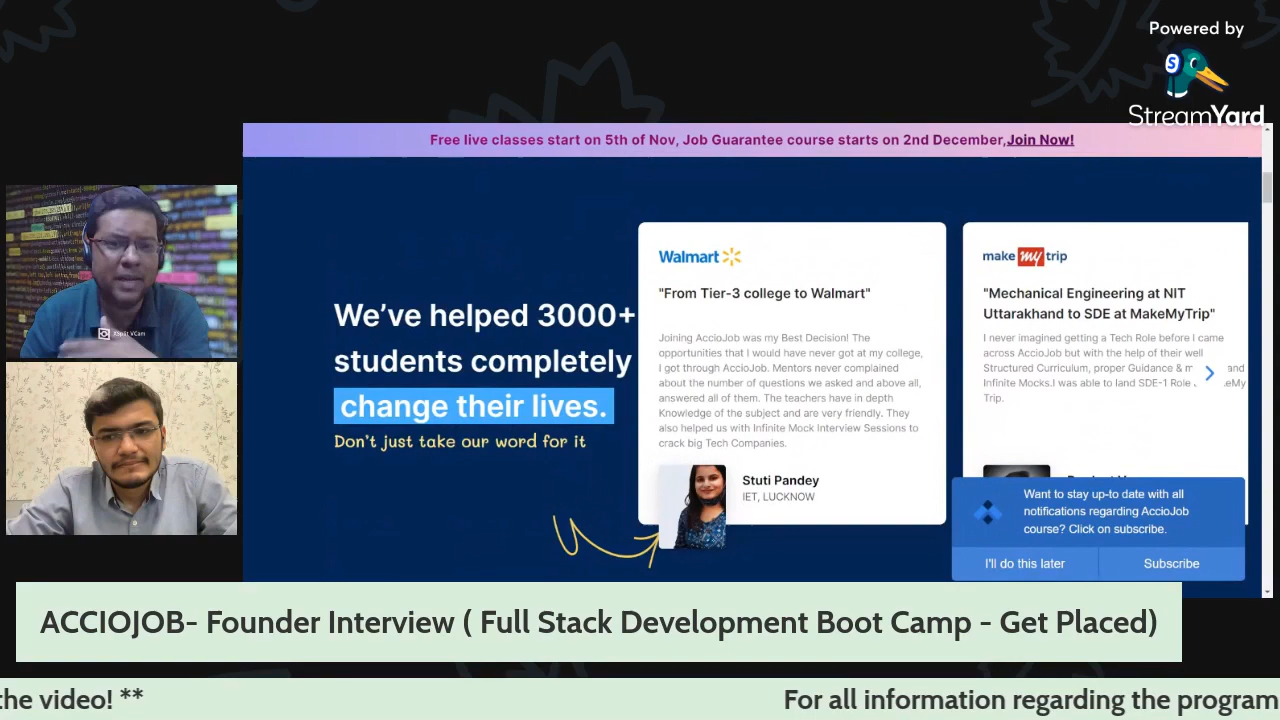 Powered by
StreamYard
Free live classes start on 5th of Nov, Job Guarantee course starts on 2nd December,Join Now!
XSplit VCam
We've helped 3000+
students completely
change their lives.
Don't just take our word for it
Walmart
"From Tier-3 college to Walmart"
Joining AccioJob was my Best Decision! The
opportunities that I would have never got at my college,
I got through AccioJob. Mentors never complained
about the number of questions we asked and above all,
answered all of them. The teachers have in depth
Knowledge of the subject and are very friendly. They
also helped us with Infinite Mock Interview Sessions to
crack big Tech Companies.
Stuti Pandey
IET, LUCKNOW
make my trip
"Mechanical Engineering at NIT
Uttarakhand to SDE at MakeMyTrip"
I never imagined getting a Tech Role before I came
across AccioJob but with the help of their well
Structured Curriculum, proper Guidance & and
Infinite Mocks.I was able to land SDE-1 Role
Trip.
Want to stay up-to date with all
notifications regarding AccioJob
course? Click on subscribe.
I'll do this later
Subscribe
ACCIOJOB- Founder Interview ( Full Stack Development Boot Camp - Get Placed)
the video! **
For all information regarding the program